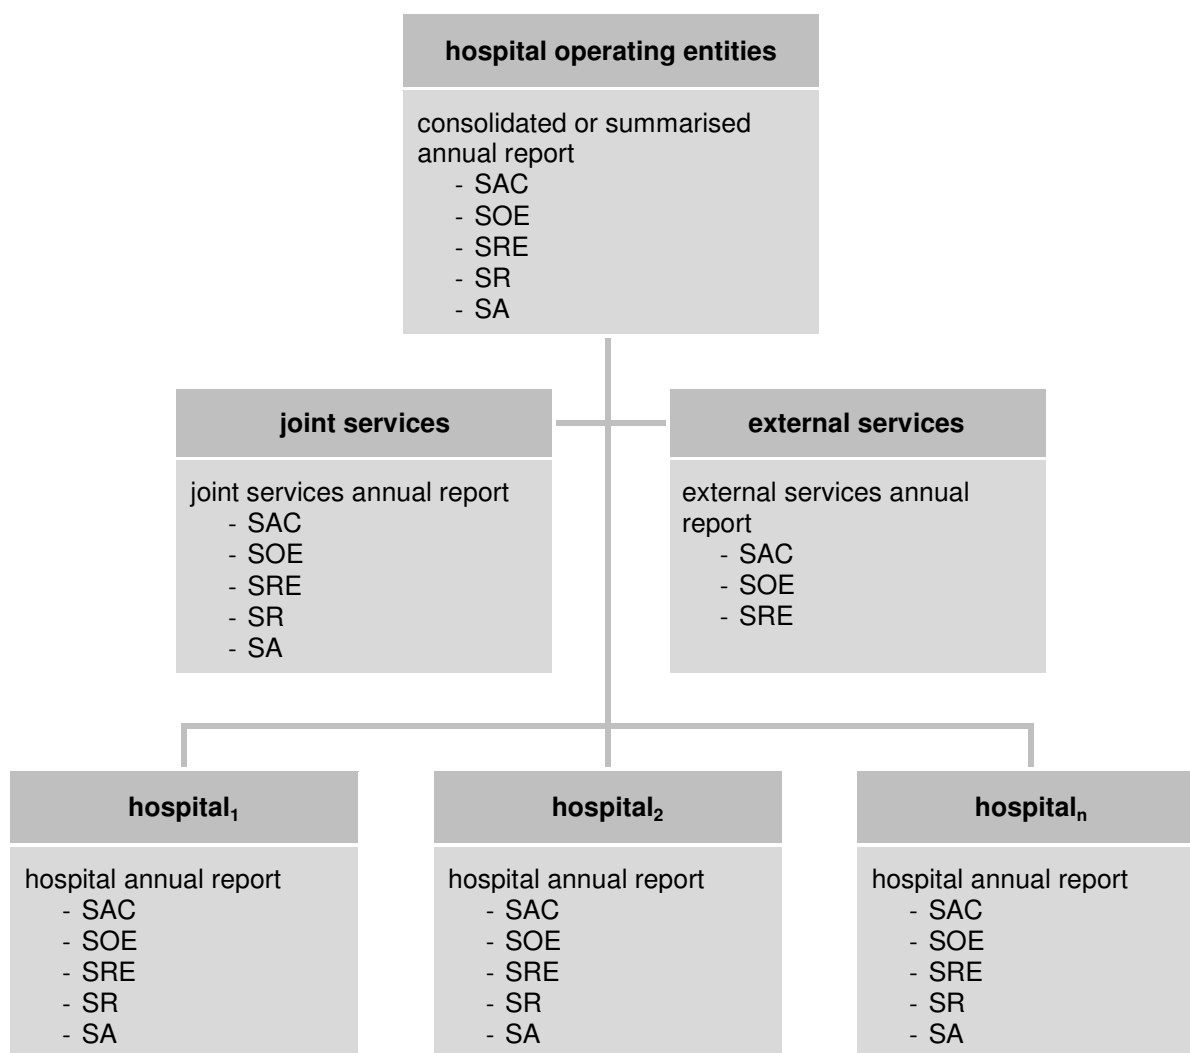 hospital operating entities
consolidated or summarised
annual report
- SAC
- SOE
- SRE
- SR
- SA
joint services
joint services annual report
- SAC
- SOE
- SRE
- SR
- SA
external services
external services annual
report
- SAC
- SOE
- SRE
hospital₁
hospital annual report
- SAC
- SOE
- SRE
- SR
- SA
hospital₂
hospital annual report
- SAC
- SOE
- SRE
- SR
- SA
hospitalₙ
hospital annual report
- SAC
- SOE
- SRE
- SR
- SA